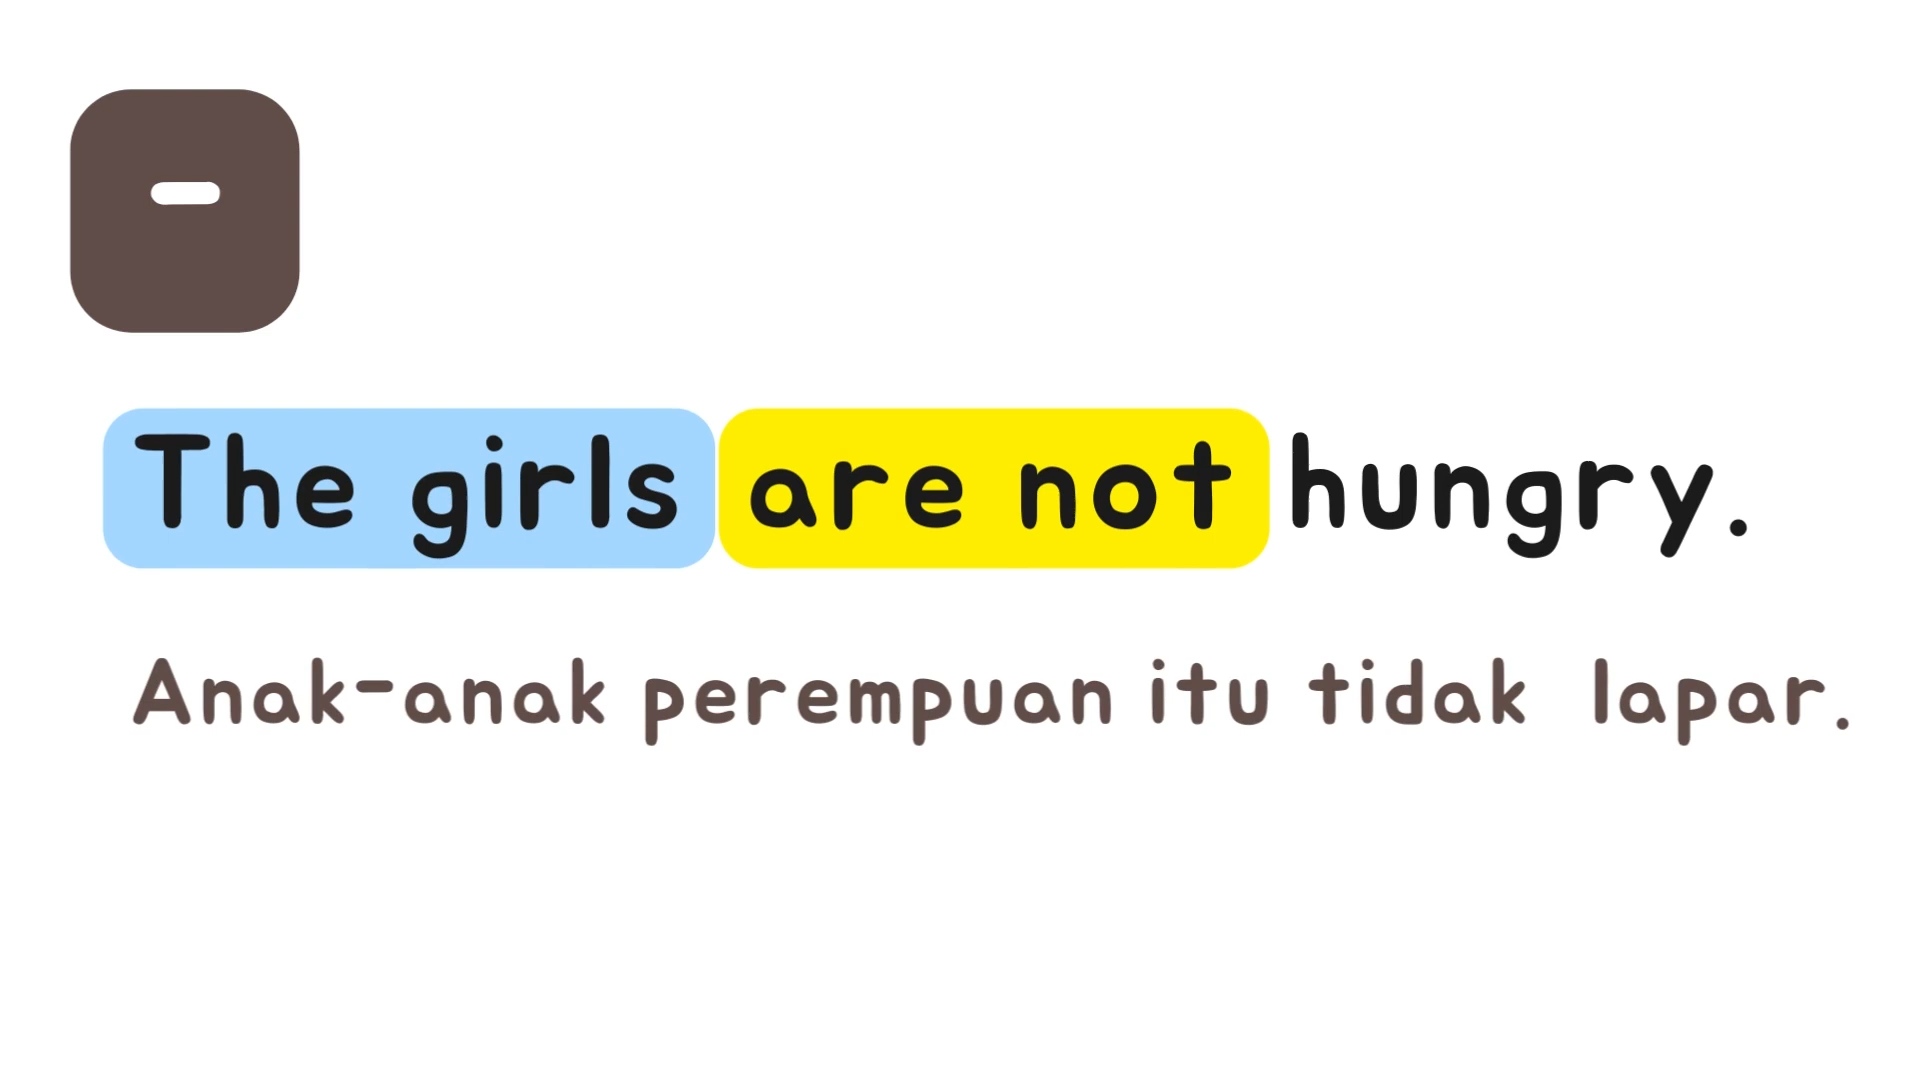 -
The girls are not hungry.
Anak-anak perempuan itu tidak lapar.